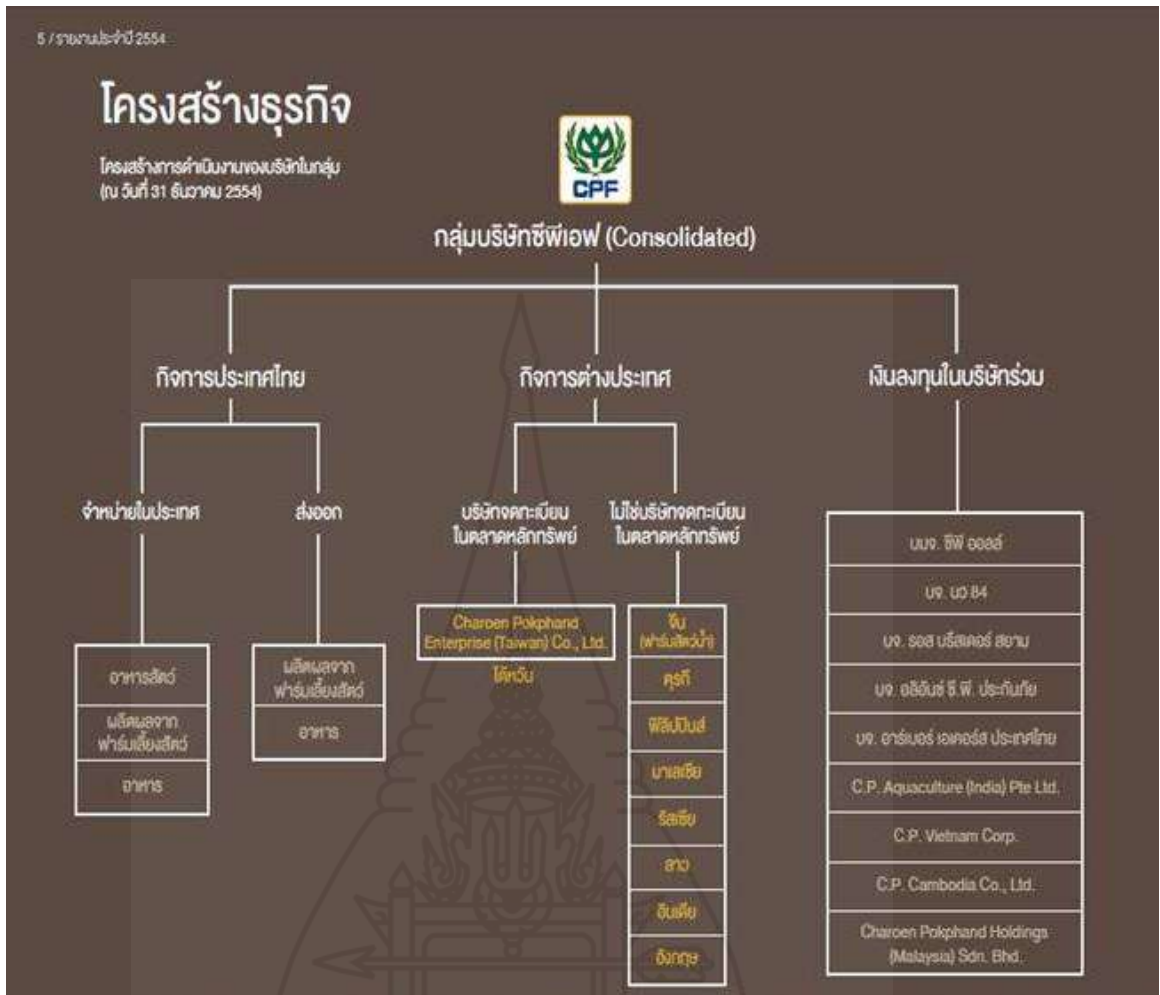 5 / รายงานประจำปี 2554
โครงสร้างธุรกิจ
โครงสร้างการดำเนินงานของบริษัทในกลุ่ม
(ณ วันที่ 31 ธันวาคม 2554)
CPF
กลุ่มบริษัทซีพีเอฟ (Consolidated)
กิจการประเทศไทย
จำหน่ายในประเทศ
อาหารสัตว์
ผลิตผลจาก
ฟาร์มเลี้ยงสัตว์
อาหาร
ส่งออก
ผลิตผลจาก
ฟาร์มเลี้ยงสัตว์
อาหาร
กิจการต่างประเทศ
บริษัทจดทะเบียน
ในตลาดหลักทรัพย์
Charoen Pokphand
Enterprise (Taiwan) Co., Ltd.
ไต้หวัน
ไม่ใช่บริษัทจดทะเบียน
ในตลาดหลักทรัพย์
จีน
(ฟาร์มสัตว์น้ำ)
ตุรกี
ฟิลิปปินส์
มาเลเซีย
รัสเซีย
ลาว
อินเดีย
อังกฤษ
เงินลงทุนในบริษัทร่วม
บมจ. ซีพี ออลล์
บจ. นว 84
บจ. รอส บรีสเดอร์ สยาม
บจ. อลิอันซ์ ซี.พี. ประกันภัย
บจ. อาร์เบอร์ เอเคอร์ส ประเทศไทย
C.P. Aquaculture (India) Pte Ltd.
C.P. Vietnam Corp.
C.P. Cambodia Co., Ltd.
Charoen Pokphand Holdings
(Malaysia) Sdn. Bhd.